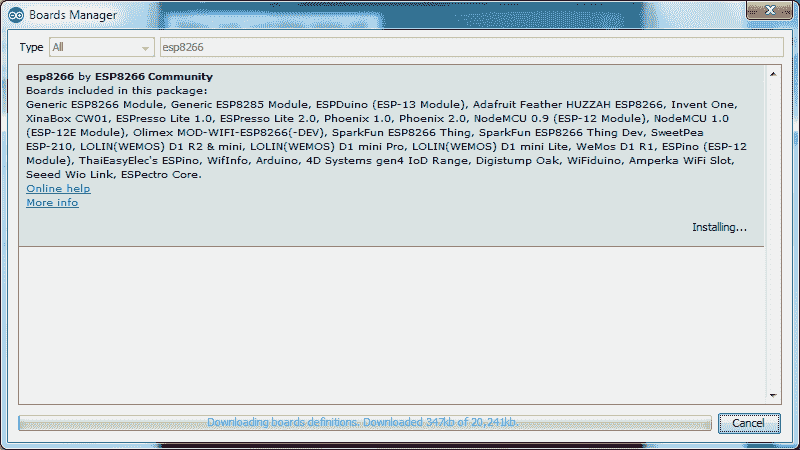 Boards Manager
Type All esp8266
esp8266 by ESP8266 Community
Boards included in this package:
Generic ESP8266 Module, Generic ESP8285 Module, ESPDuino (ESP-13 Module), Adafruit Feather HUZZAH ESP8266, Invent One,
XinaBox CW01, ESPresso Lite 1.0, ESPresso Lite 2.0, Phoenix 1.0, Phoenix 2.0, NodeMCU 0.9 (ESP-12 Module), NodeMCU 1.0
(ESP-12E Module), Olimex MOD-WIFI-ESP8266(-DEV), SparkFun ESP8266 Thing, SparkFun ESP8266 Thing Dev, SweetPea
ESP-210, LOLIN(WEMOS) D1 R2 & mini, LOLIN(WEMOS) D1 mini Pro, LOLIN(WEMOS) D1 mini Lite, WeMos D1 R1, ESPino (ESP-12
Module), ThaiEasyElec's ESPino, WifInfo, Arduino, 4D Systems gen4 IoD Range, Digistump Oak, WiFiduino, Amperka WiFi Slot,
Seeed Wio Link, ESPectro Core.
Online help
More info
Installing...
Downloading boards definitions. Downloaded 347kb of 20,241kb.
Cancel